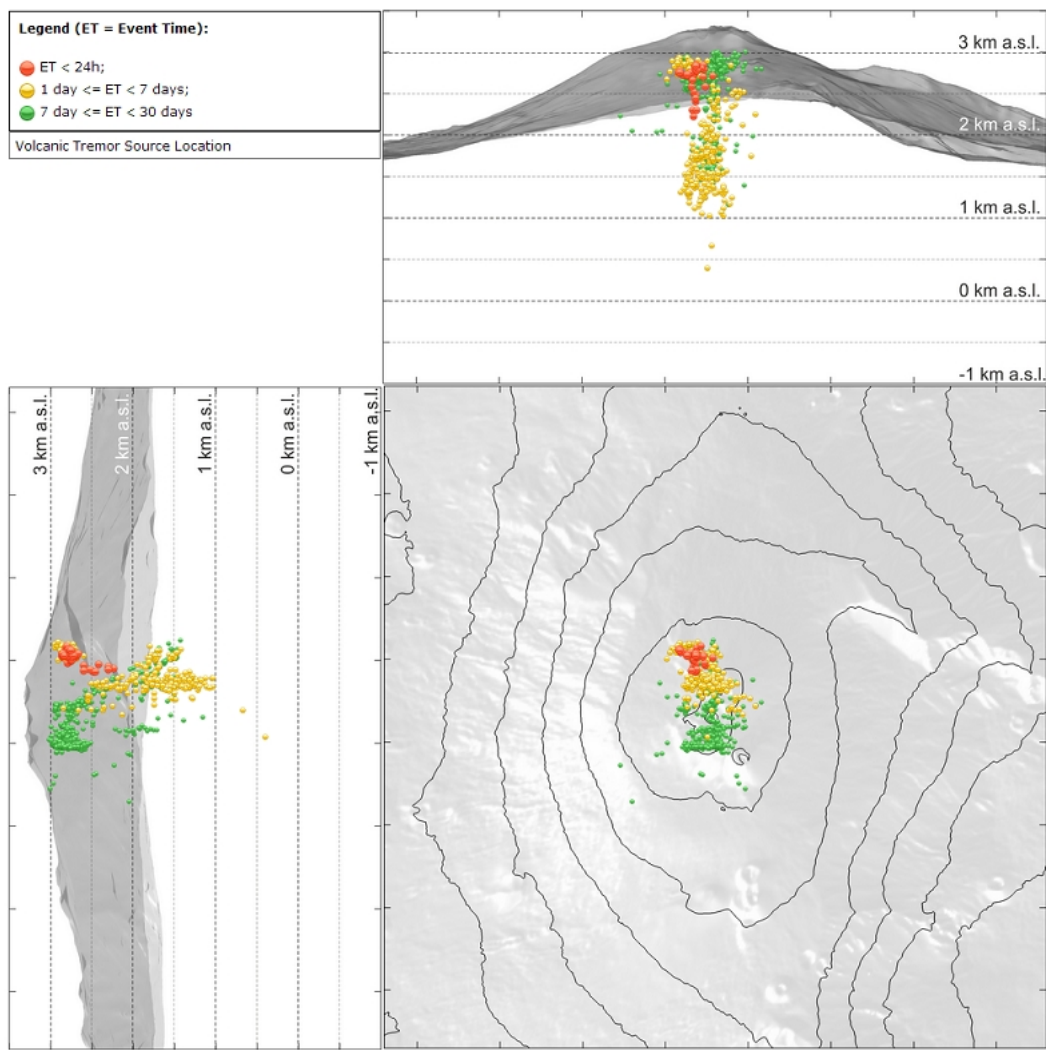 Legend (ET = Event Time):
ET < 24h;
1 day <= ET < 7 days;
7 day <= ET < 30 days
Volcanic Tremor Source Location
3 km a.s.l.
2 km a.s.l.
1 km a.s.l.
0 km a.s.l.
-1 km a.s.l.
3 km a.s.l.
2 km a.s.l.
1 km a.s.l.
0 km a.s.l.
-1 km a.s.l.